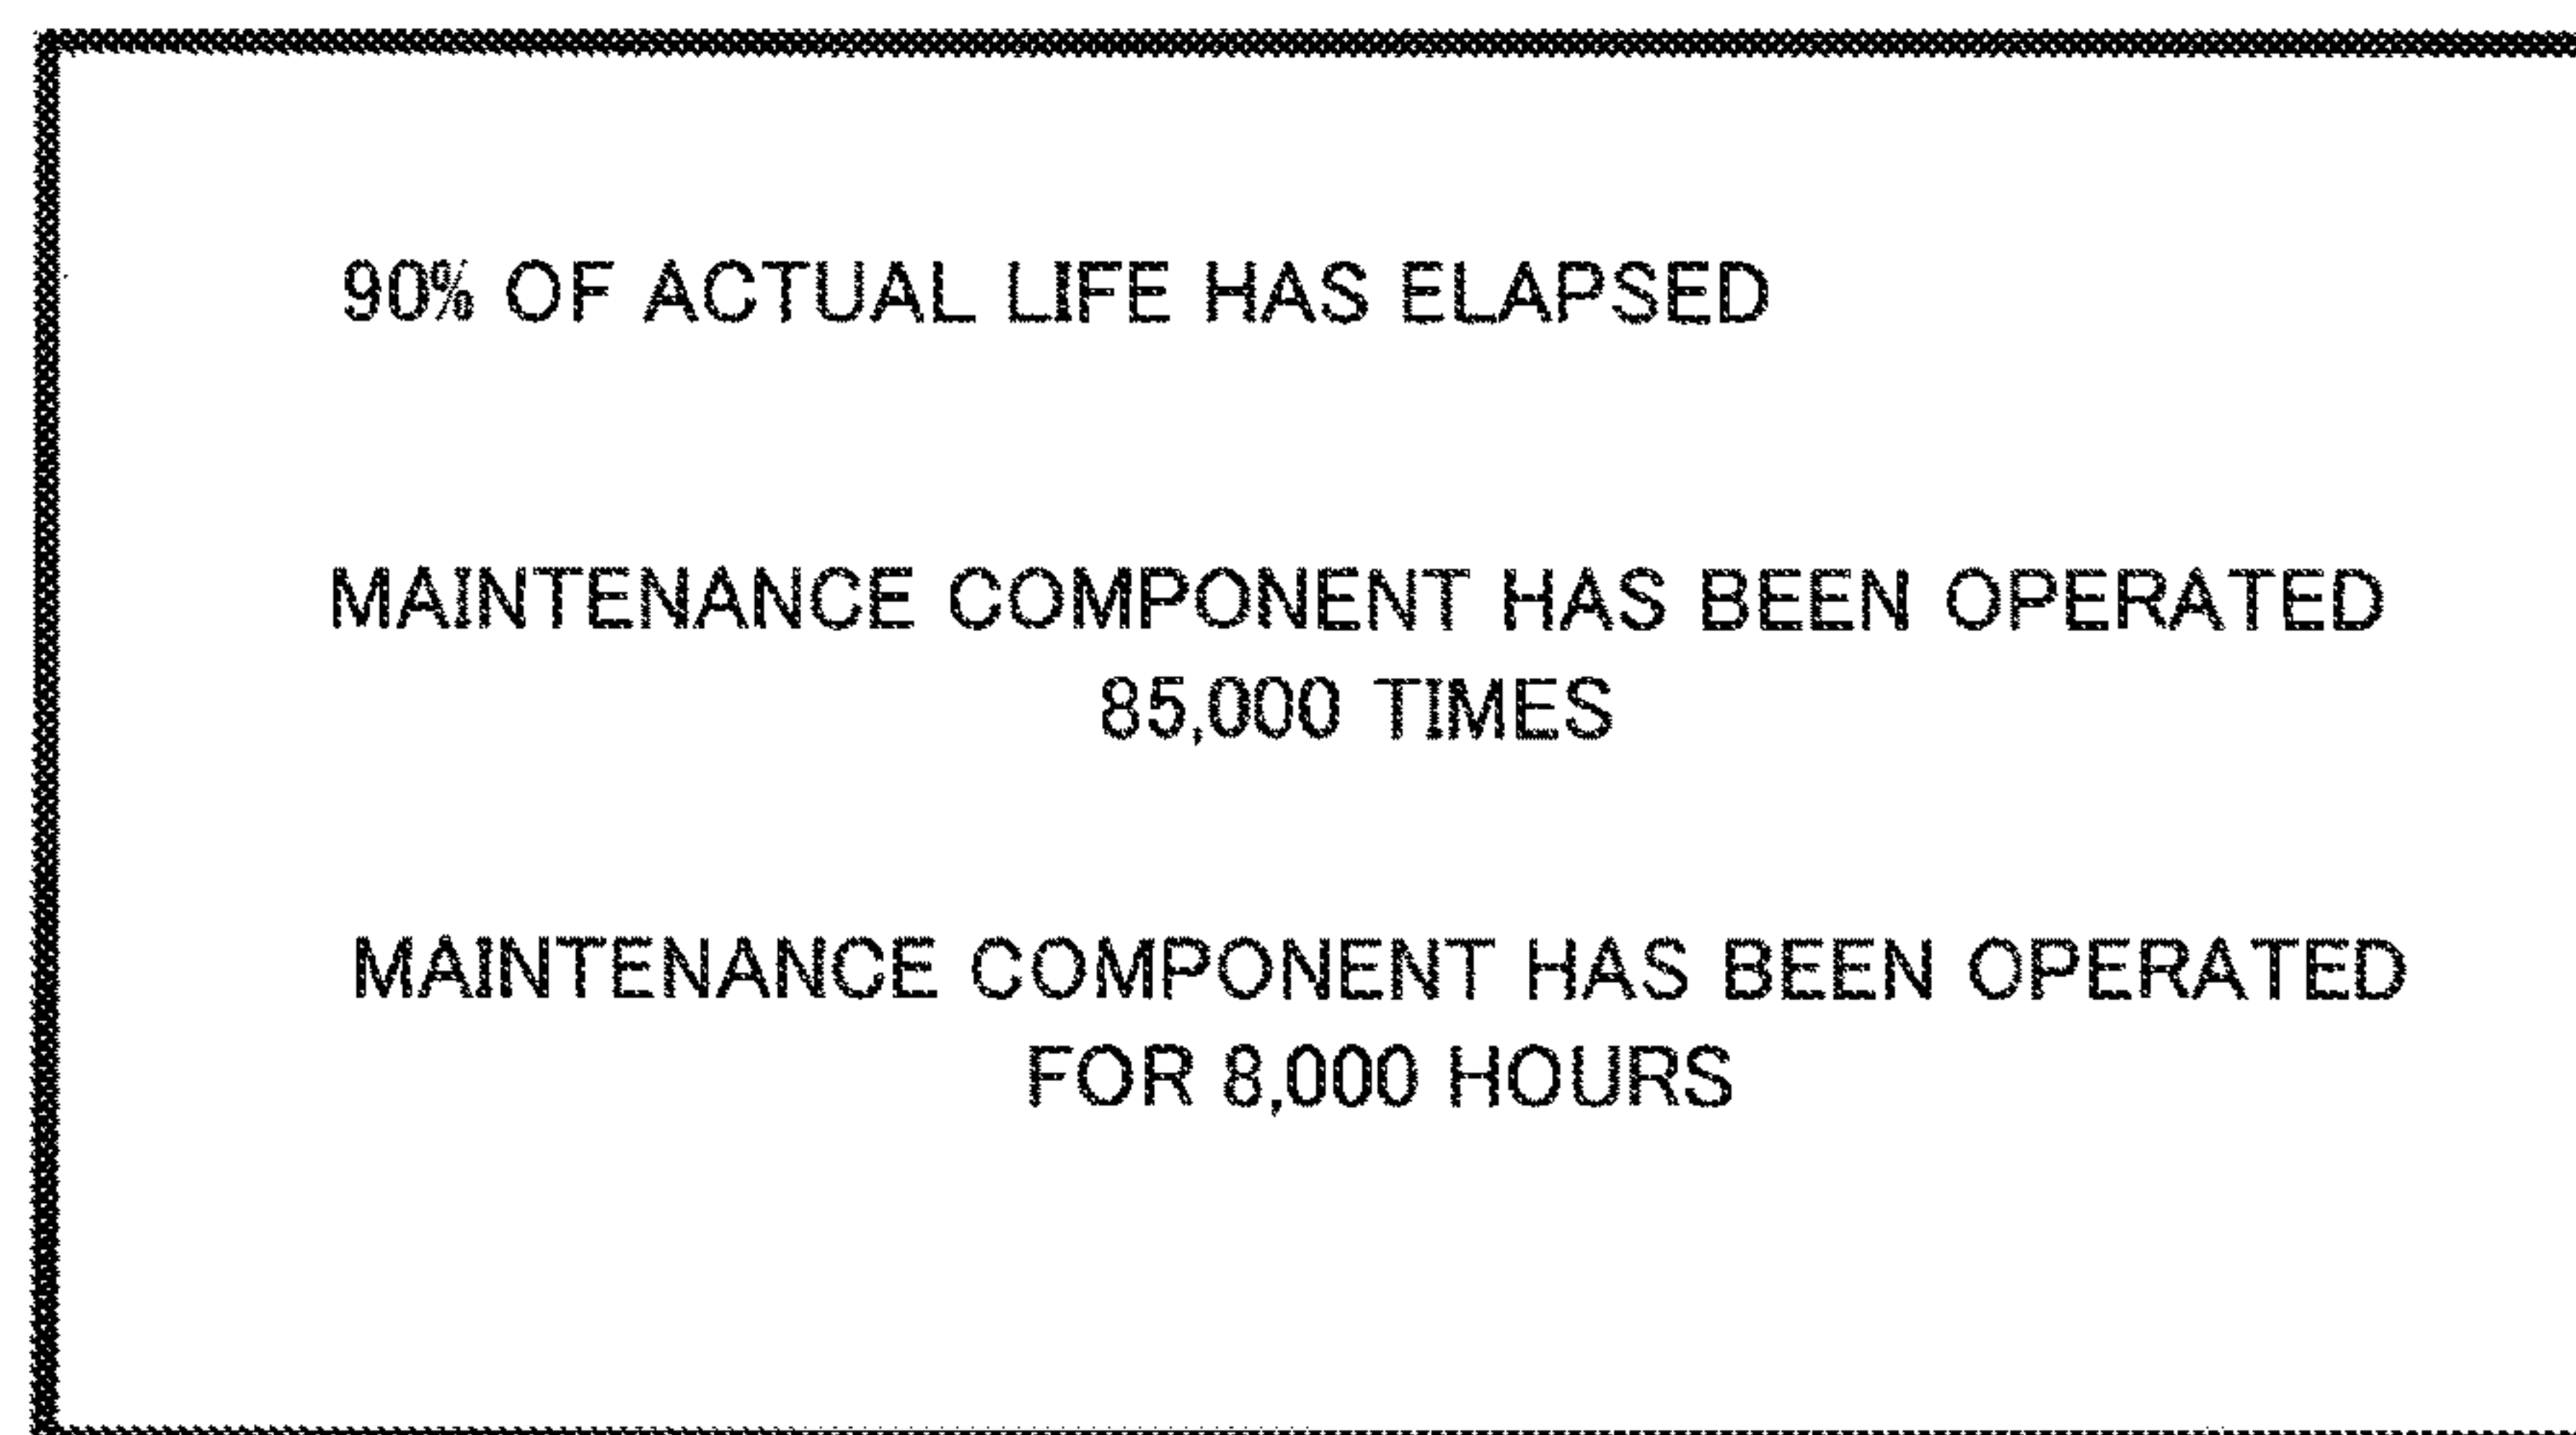 90% OF ACTUAL LIFE HAS ELAPSED
MAINTENANCE COMPONENT HAS BEEN OPERATED
85,000 TIMES
MAINTENANCE COMPONENT HAS BEEN OPERATED
FOR 8,000 HOURS